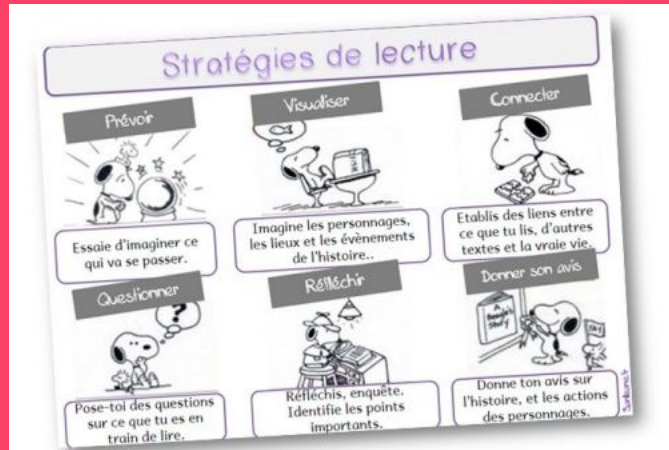 Stratégies de lecture
Prévoir
Essaie d'imaginer ce
qui va se passer.
Visualiser
Imagine les personnages,
les lieux et les évènements
de l'histoire..
Connecter
Etablis des liens entre
ce que tu lis, d'autres
textes et la vraie vie.
Questionner
?
Pose-toi des questions
sur ce que tu es en
train de lire.
Réfléchir
Réfléchis, enquête.
Identifie les points
importants.
Donner son avis
A
Beagle's
Story
Donne ton avis sur
l'histoire, et les actions
des personnages.